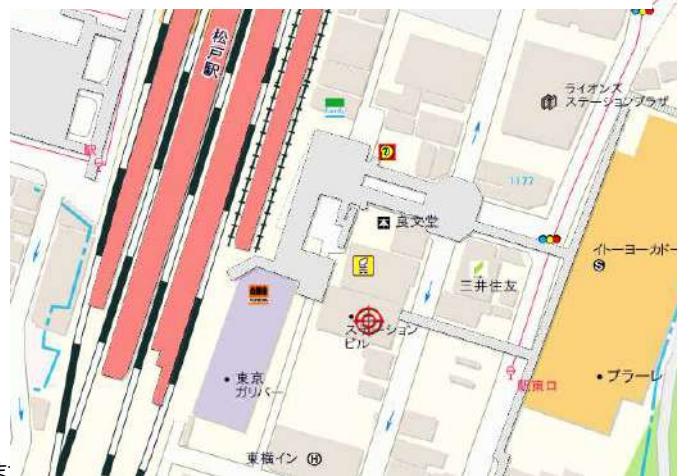 松戸駅
ライオンズ
ステーションプラザ
Family
駅
1177
良文堂
イトーヨーカドー
S
三井住友
ステーション
ビル
駅東口
プラーレ
東京
ガリバー
東横イン H